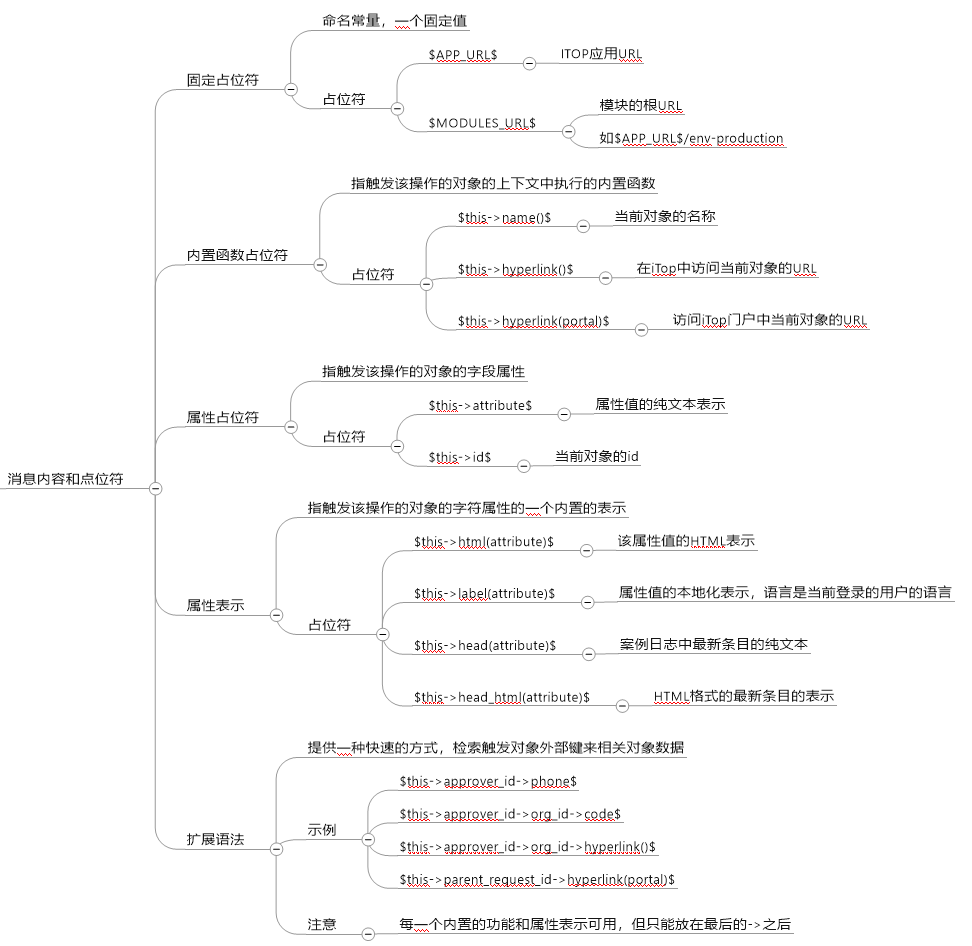 消息内容和点位符
固定占位符
命名常量，一个固定值
占位符
$APP_URL$
ITOP应用URL
$MODULES_URL$
模块的根URL
如$APP_URL$/env-production
内置函数占位符
指触发该操作的对象的上下文中执行的内置函数
占位符
$this->name()$
当前对象的名称
$this->hyperlink()$
在iTop中访问当前对象的URL
$this->hyperlink(portal)$
访问iTop门户中当前对象的URL
属性占位符
指触发该操作的对象的字段属性
占位符
$this->attribute$
属性值的纯文本表示
$this->id$
当前对象的id
属性表示
指触发该操作的对象的字符属性的一个内置的表示
占位符
$this->html(attribute)$
该属性值的HTML表示
$this->label(attribute)$
属性值的本地化表示，语言是当前登录的用户的语言
$this->head(attribute)$
案例日志中最新条目的纯文本
$this->head_html(attribute)$
HTML格式的最新条目的表示
扩展语法
提供一种快速的方式，检索触发对象外部键来相关对象数据
示例
$this->approver_id->phone$
$this->approver_id->org_id->code$
$this->approver_id->org_id->hyperlink()$
$this->parent_request_id->hyperlink(portal)$
注意
每一个内置的功能和属性表示可用，但只能放在最后的->之后